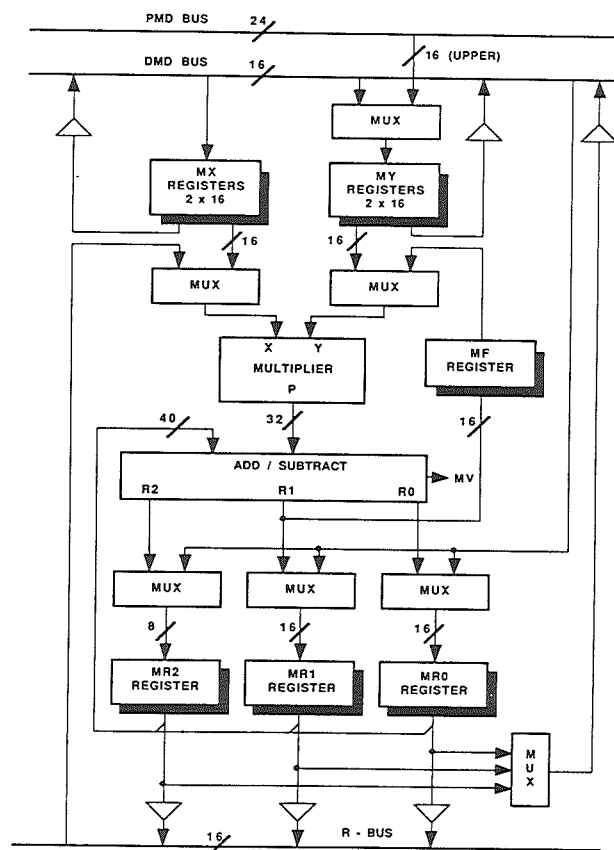 PMD BUS 24
16 (UPPER)
DMD BUS 16
MUX
MX
REGISTERS
2 x 16
MY
REGISTERS
2 x 16
16
16
MUX
MUX
X Y
MULTIPLIER
P
MF
REGISTER
40
32
16
ADD / SUBTRACT
MV
R2 R1 R0
MUX
MUX
MUX
8
16
16
MR2
REGISTER
MR1
REGISTER
MR0
REGISTER
M
U
X
16
R - BUS